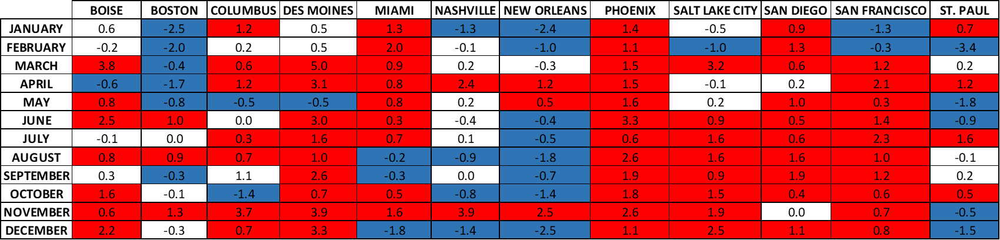 BOISE BOSTON COLUMBUS DES MOINES MIAMI NASHVILLE NEW ORLEANS PHOENIX SALT LAKE CITY SAN DIEGO SAN FRANCISCO ST. PAUL
JANUARY 0.6 -2.5 1.2 0.5 1.3 -1.3 -2.4 1.4 -0.5 0.9 -1.3 0.7
FEBRUARY -0.2 -2.0 0.2 0.5 2.0 -0.1 -1.0 1.1 -1.0 1.3 -0.3 -3.4
MARCH 3.8 -0.4 0.6 5.0 0.9 0.2 -0.3 1.5 3.2 0.6 1.2 0.2
APRIL -0.6 -1.7 1.2 3.1 0.8 2.4 1.2 1.5 -0.1 0.2 2.1 1.2
MAY 0.8 -0.8 -0.5 -0.5 0.8 0.2 0.5 1.6 0.2 1.0 0.3 -1.8
JUNE 2.5 1.0 0.0 3.0 0.3 -0.4 -0.4 3.3 0.9 0.5 1.4 -0.9
JULY -0.1 0.0 0.3 1.6 0.7 0.1 -0.5 0.6 1.6 0.6 2.3 1.6
AUGUST 0.8 0.9 0.7 1.0 -0.2 -0.9 -1.8 2.6 1.6 1.6 1.0 -0.1
SEPTEMBER 0.3 -0.3 1.1 2.6 -0.3 0.0 -0.7 1.9 0.9 1.9 1.2 0.2
OCTOBER 1.6 -0.1 -1.4 0.7 0.5 -0.8 -1.4 1.8 1.5 0.4 0.6 0.5
NOVEMBER 0.6 1.3 3.7 3.9 1.6 3.9 2.5 2.6 1.9 0.0 0.7 -0.5
DECEMBER 2.2 -0.3 0.7 3.3 -1.8 -1.4 -2.5 1.1 2.5 1.1 0.8 -1.5